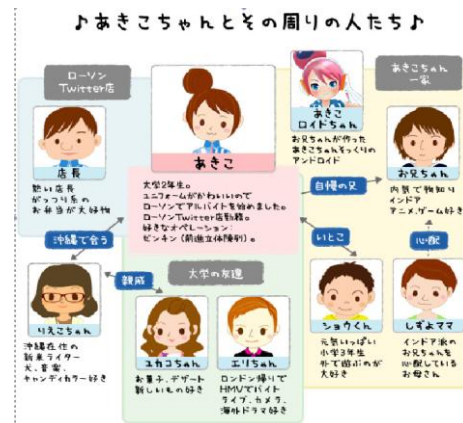 ♪あきこちゃんとその周りの人たち♪
ローソン
Twitter店
店長
熱い店長
がっつり系の
お弁当が大好物
あきこ
大学2年生。
ユニフォームがかわいいので
ローソンでアルバイトを始めました。
ローソンTwitter店勤務。
好きなオペレーション:
ゼンチン(前進立体陳列)。
あきこ
ロイドちゃん
お兄ちゃんが作った
あきこちゃんそっくりの
アンドロイド
あきこちゃん
一家
お兄ちゃん
内気で物知り
インドア
アニメ、ゲーム好き
自慢の兄
沖縄で会う
いとこ
心配
親戚
大学の友達
りえこちゃん
沖縄在住の
新米ライター
犬、音楽、
キャンディカラー好き
ユカコちゃん
お菓子、デザート
新しいもの好き
エリちゃん
ロンドン帰りで
HMVでバイト
ライブ、カメラ、
海外ドラマ好き
ショウくん
元気いっぱい
小学3年生
外で遊ぶのが
大好き
しずよママ
インドア派の
お兄ちゃんを
心配している
お母さん